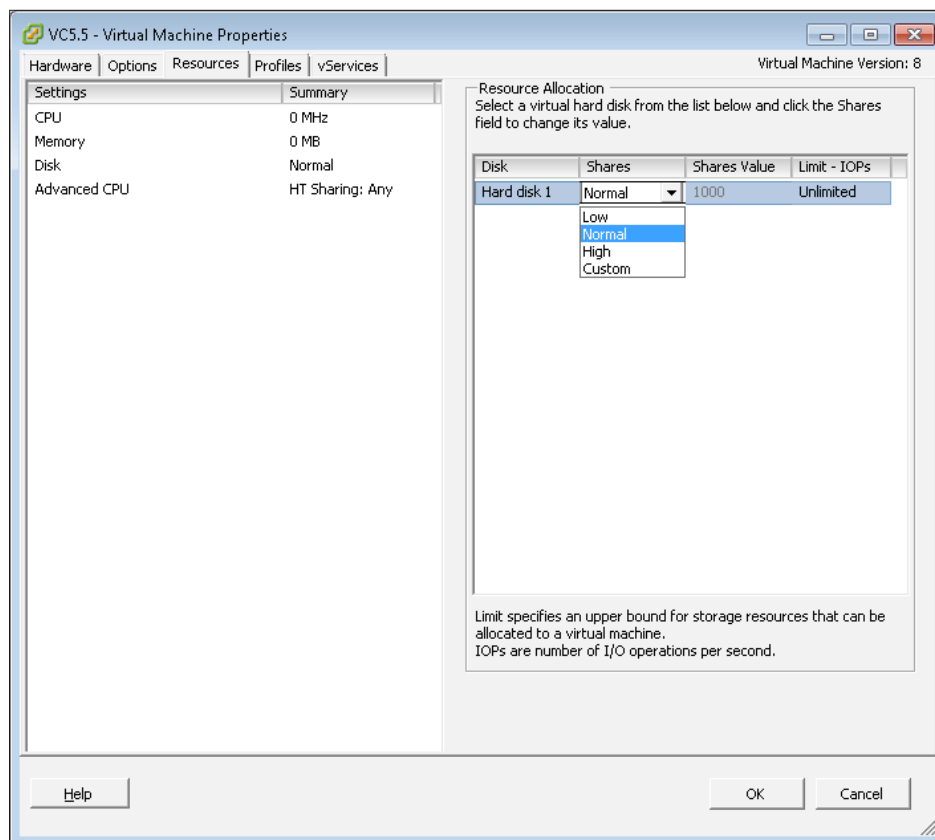 VC5.5 - Virtual Machine Properties
Hardware Options Resources Profiles vServices Virtual Machine Version: 8
Settings Summary
CPU 0 MHz
Memory 0 MB
Disk Normal
Advanced CPU HT Sharing: Any
Resource Allocation
Select a virtual hard disk from the list below and click the Shares
field to change its value.
Disk Shares Shares Value Limit - IOPs
Hard disk 1 Normal 1000 Unlimited
Low
Normal
High
Custom
Limit specifies an upper bound for storage resources that can be
allocated to a virtual machine.
IOPs are number of I/O operations per second.
Help OK Cancel